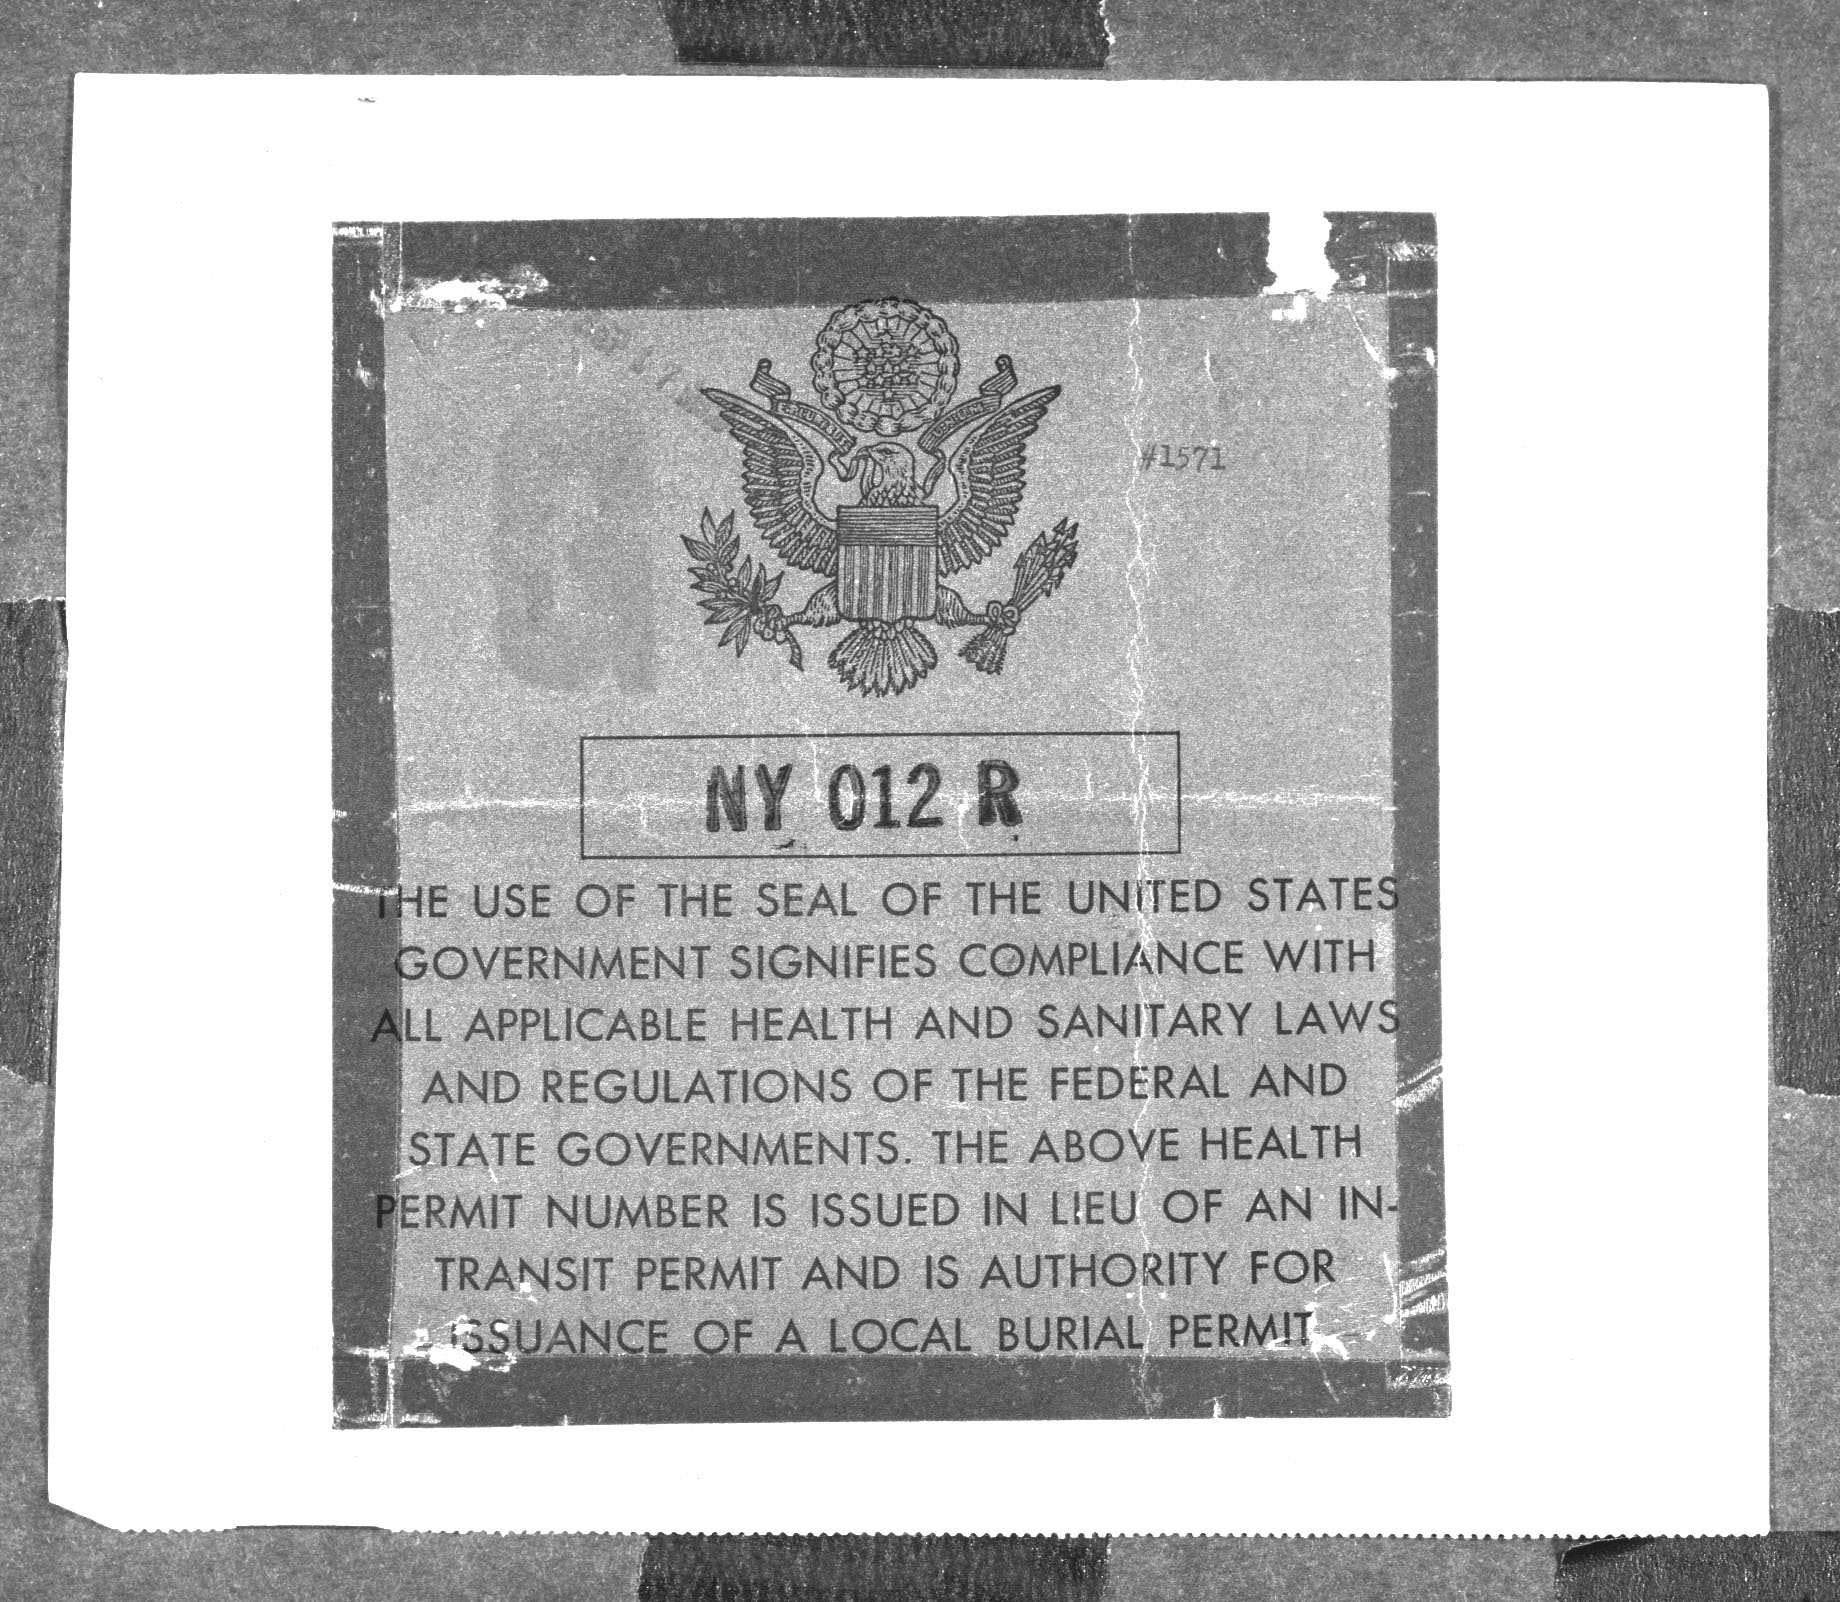 #1571
NY 012 R
THE USE OF THE SEAL OF THE UNITED STATES
GOVERNMENT SIGNIFIES COMPLIANCE WITH
ALL APPLICABLE HEALTH AND SANITARY LAWS
AND REGULATIONS OF THE FEDERAL AND
STATE GOVERNMENTS. THE ABOVE HEALTH
PERMIT NUMBER IS ISSUED IN LIEU OF AN IN-
TRANSIT PERMIT AND IS AUTHORITY FOR
ISSUANCE OF A LOCAL BURIAL PERMIT